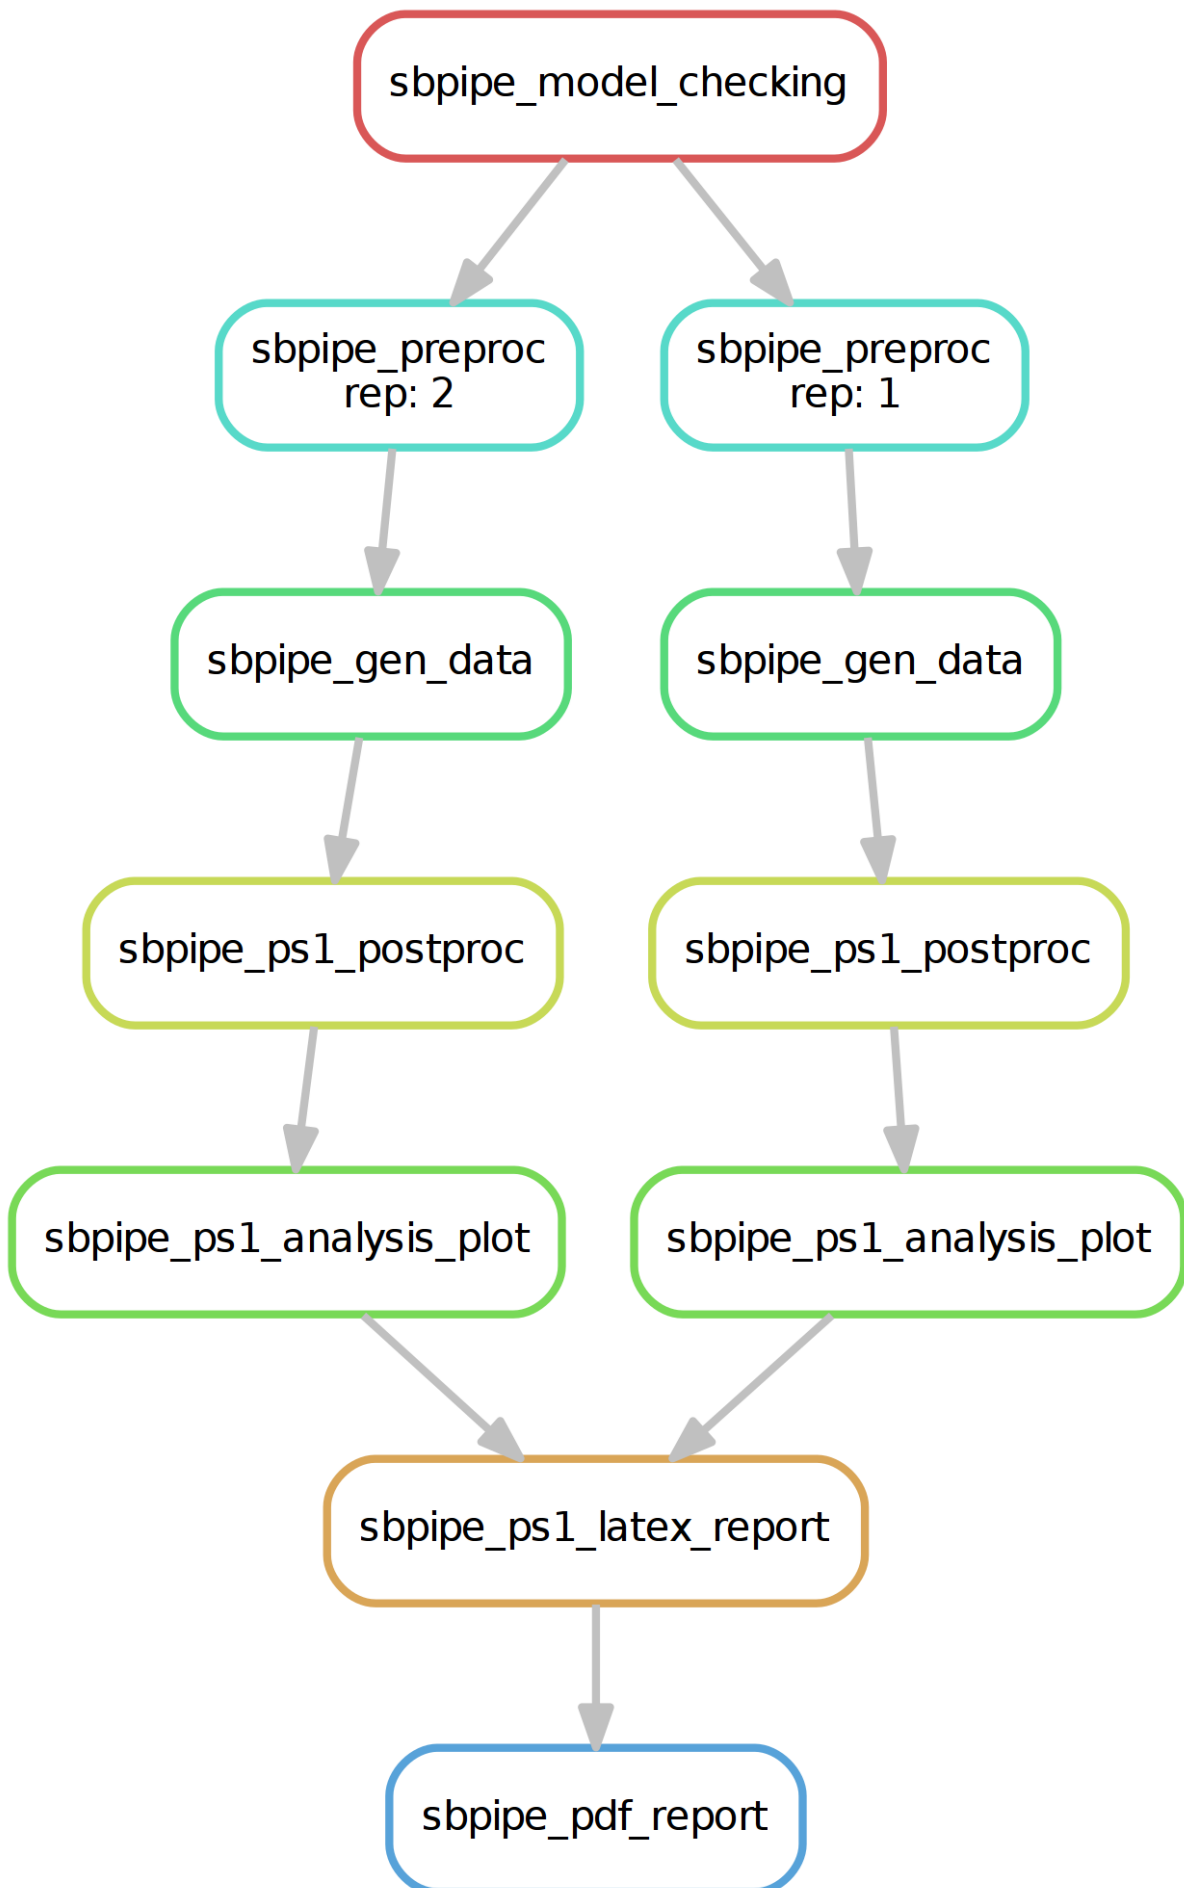 sbpipe_model_checking
sbpipe_preproc
rep: 2
sbpipe_preproc
rep: 1
sbpipe_gen_data
sbpipe_gen_data
sbpipe_ps1_postproc
sbpipe_ps1_postproc
sbpipe_ps1_analysis_plot
sbpipe_ps1_analysis_plot
sbpipe_ps1_latex_report
sbpipe_pdf_report